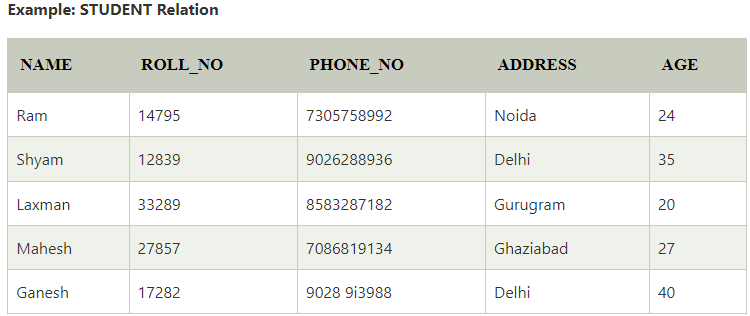 Example: STUDENT Relation
NAME ROLL_NO PHONE_NO ADDRESS AGE
Ram 14795 7305758992 Noida 24
Shyam 12839 9026288936 Delhi 35
Laxman 33289 8583287182 Gurugram 20
Mahesh 27857 7086819134 Ghaziabad 27
Ganesh 17282 9028 9i3988 Delhi 40